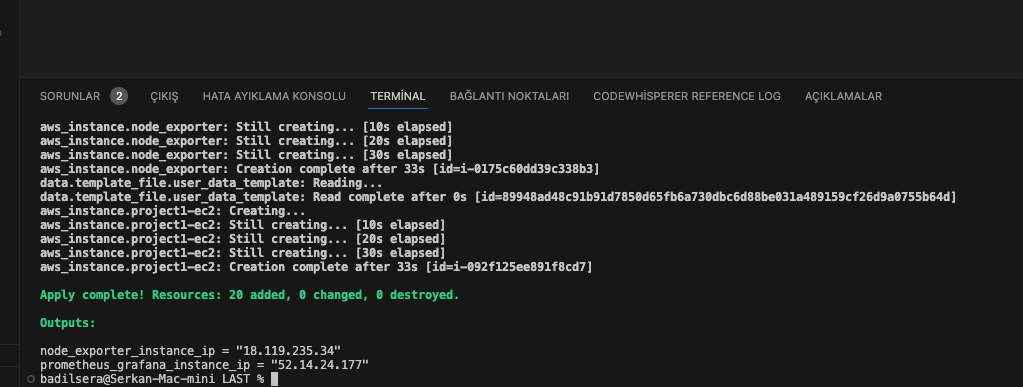 SORUNLAR 2 ÇIKIŞ HATA AYIKLAMA KONSOLU TERMİNAL BAĞLANTI NOKTALARI CODEWHİSPERER REFERENCE LOG AÇIKLAMALAR
aws_instance.node_exporter: Still creating... [10s elapsed]
aws_instance.node_exporter: Still creating... [20s elapsed]
aws_instance.node_exporter: Still creating... [30s elapsed]
aws_instance.node_exporter: Creation complete after 33s [id=i-0175c60dd39c338b3]
data.template_file.user_data_template: Reading...
data.template_file.user_data_template: Read complete after 0s [id=89948ad48c91b91d7850d65fb6a730dbc6d88be031a489159cf26d9a0755b64d]
aws_instance.project1-ec2: Creating...
aws_instance.project1-ec2: Still creating... [10s elapsed]
aws_instance.project1-ec2: Still creating... [20s elapsed]
aws_instance.project1-ec2: Still creating... [30s elapsed]
aws_instance.project1-ec2: Creation complete after 33s [id=i-092f125ee891f8cd7]
Apply complete! Resources: 20 added, 0 changed, 0 destroyed.
Outputs:
node_exporter_instance_ip = "18.119.235.34"
prometheus_grafana_instance_ip = "52.14.24.177"
badilsera@Serkan-Mac-mini LAST %